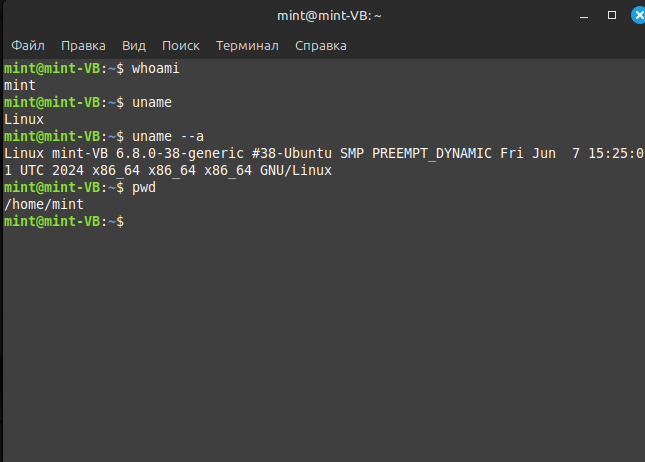 mint@mint-VB:~
Файл Правка Вид Поиск Терминал Справка
mint@mint-VB:~$ whoami
mint
mint@mint-VB:~$ uname
Linux
mint@mint-VB:~$ uname --a
Linux mint-VB 6.8.0-38-generic #38-Ubuntu SMP PREEMPT_DYNAMIC Fri Jun  7 15:25:0
1 UTC 2024 x86_64 x86_64 x86_64 GNU/Linux
mint@mint-VB:~$ pwd
/home/mint
mint@mint-VB:~$